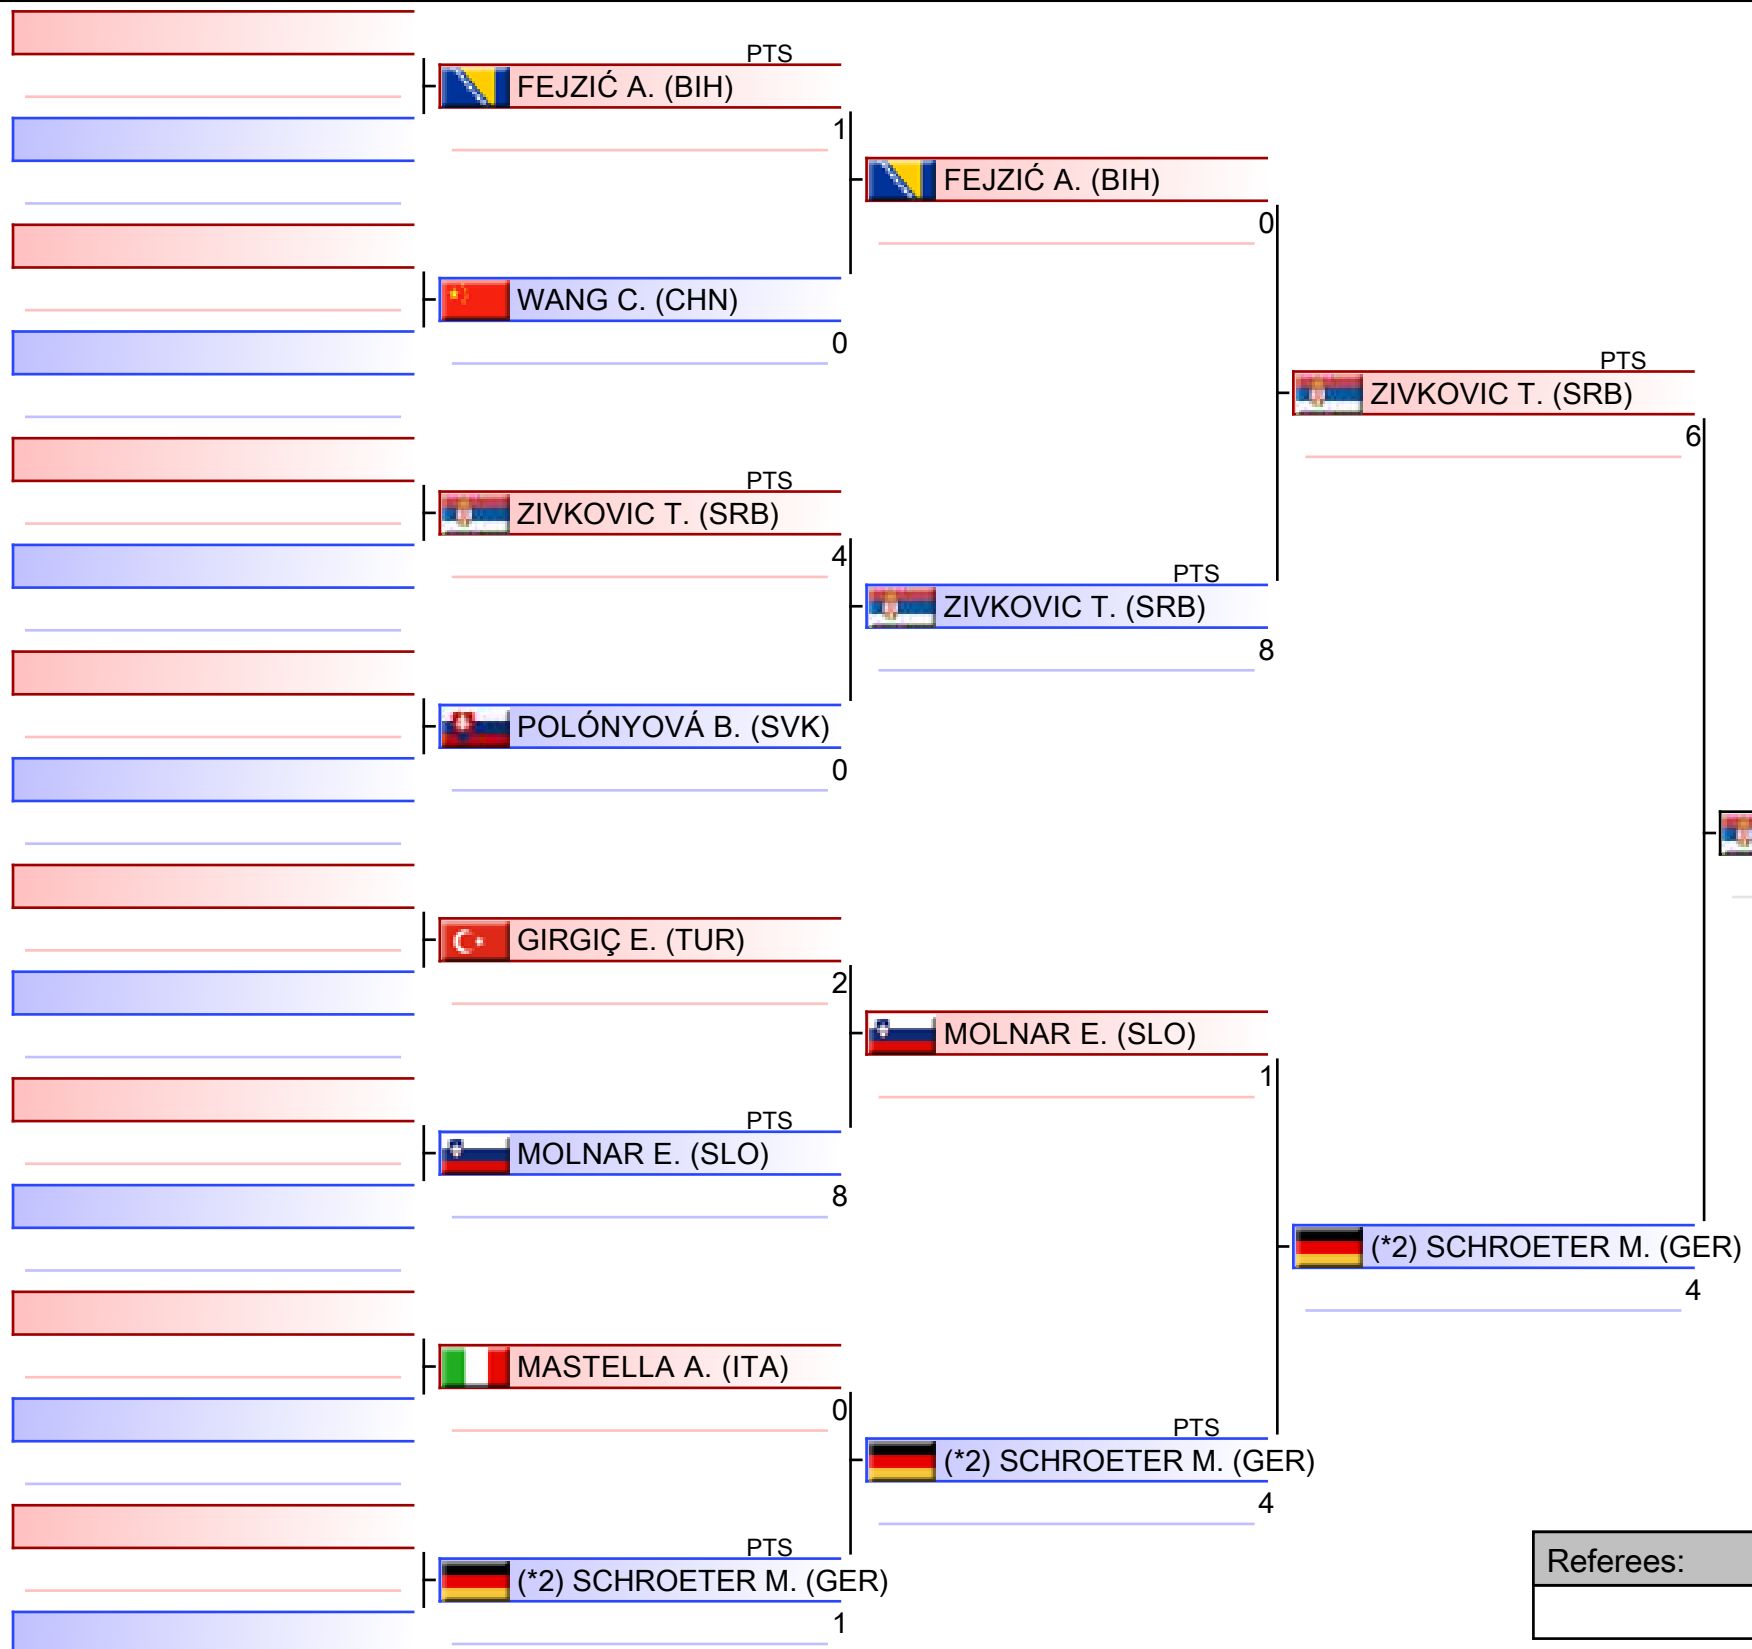 PTS
FEJZIĆ A. (BIH)
1
FEJZIĆ A. (BIH)
0
WANG C. (CHN)
0
PTS
ZIVKOVIC T. (SRB)
6
PTS
ZIVKOVIC T. (SRB)
4
PTS
ZIVKOVIC T. (SRB)
8
POLÓNYOVÁ B. (SVK)
0
GIRGIÇ E. (TUR)
2
MOLNAR E. (SLO)
1
PTS
MOLNAR E. (SLO)
8
(*2) SCHROETER M. (GER)
4
MASTELLA A. (ITA)
0
PTS
(*2) SCHROETER M. (GER)
4
PTS
(*2) SCHROETER M. (GER)
1
Referees: